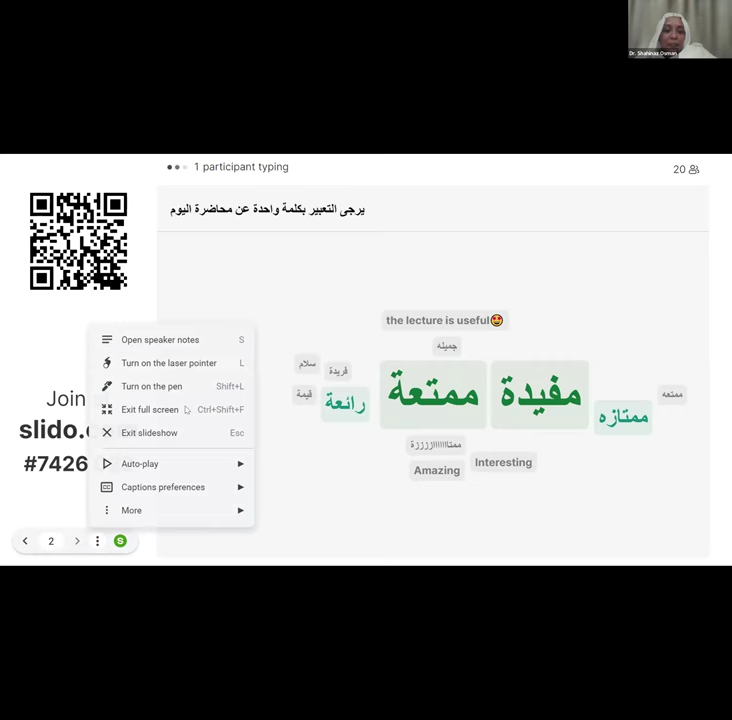 Dr. Shahinaz Osman
1 participant typing
20
يرجى التعبير بكلمة واحدة عن محاضرة اليوم
the lecture is useful🤩
جميله
سلام
فريدة
قيمة
رائعة
ممتعة
مفيدة
ممتازه
ممتعه
ممتااااااازززززة
Amazing
Interesting
Join
slido.
#7426
Open speaker notes S
Turn on the laser pointer L
Turn on the pen Shift+L
Exit full screen Ctrl+Shift+F
Exit slideshow Esc
Auto-play
Captions preferences
More
2
S